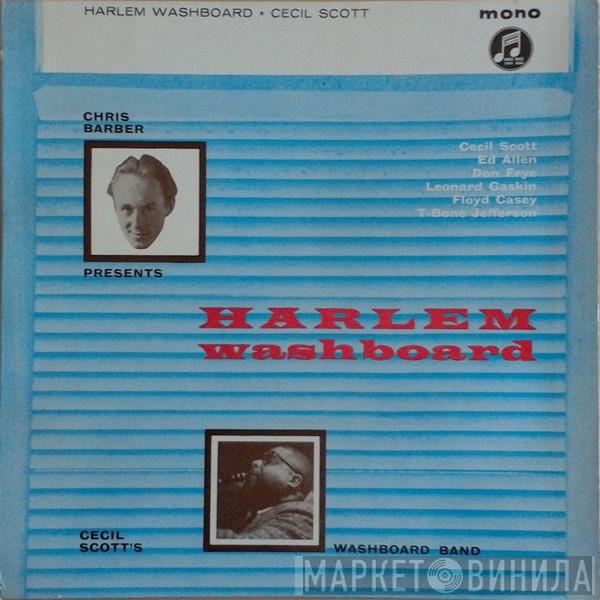 HARLEM WASHBOARD ★ CECIL SCOTT
mono
CHRIS
BARBER
Cecil Scott
Ed Allen
Don Frye
Leonard Gaskin
Floyd Casey
T-Bone Jefferson
PRESENTS
HARLEM
washboard
CECIL
SCOTT'S
WASHBOARD BAND
МАРКЕТ ВИНИЛА